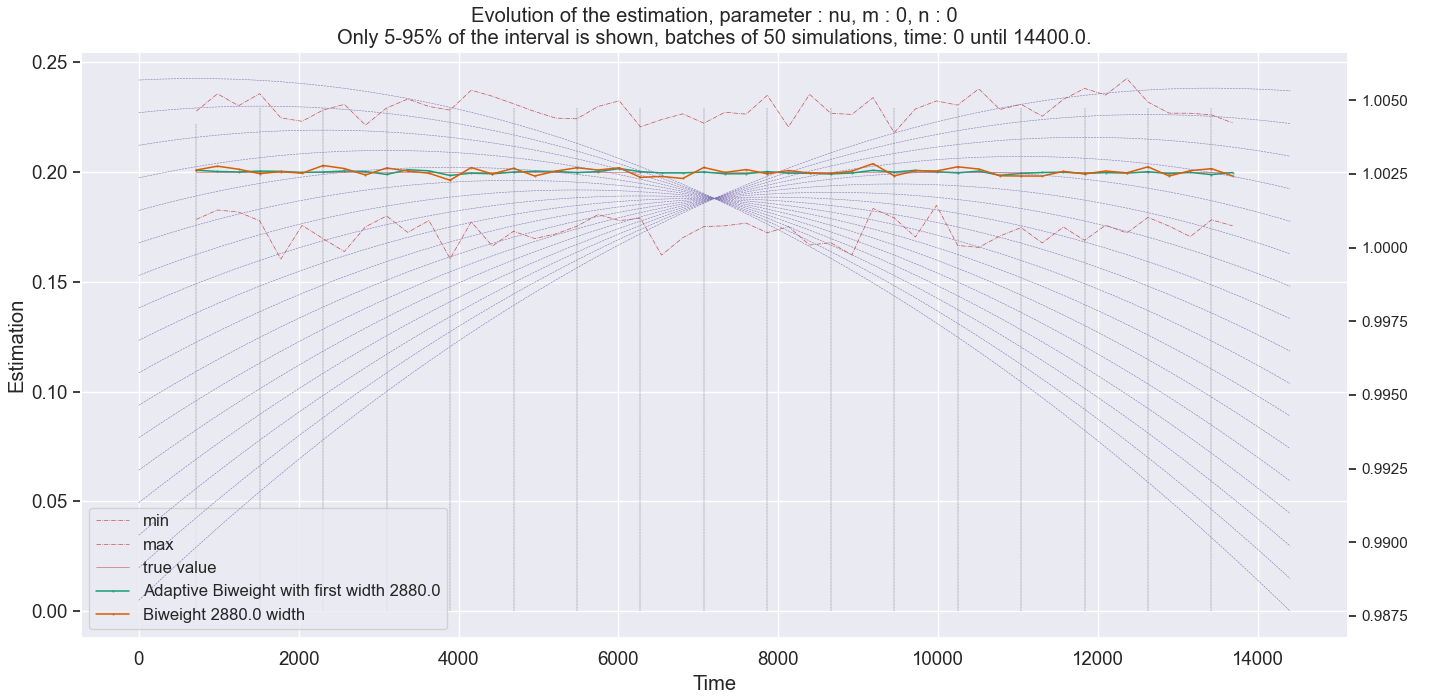 Evolution of the estimation, parameter : nu, m : 0, n : 0
Only 5-95% of the interval is shown, batches of 50 simulations, time: 0 until 14400.0.
Estimation
0.25
0.20
0.15
0.10
0.05
0.00
1.0050
1.0025
1.0000
0.9975
0.9950
0.9925
0.9900
0.9875
min
max
true value
Adaptive Biweight with first width 2880.0
Biweight 2880.0 width
0 2000 4000 6000 8000 10000 12000 14000
Time